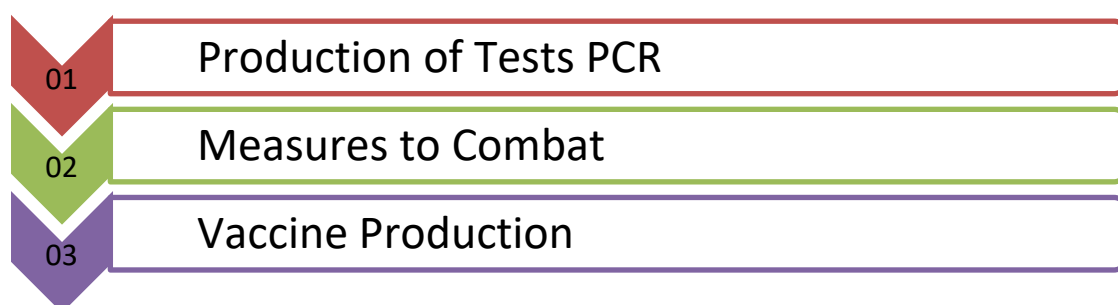 01 Production of Tests PCR
02 Measures to Combat
03 Vaccine Production